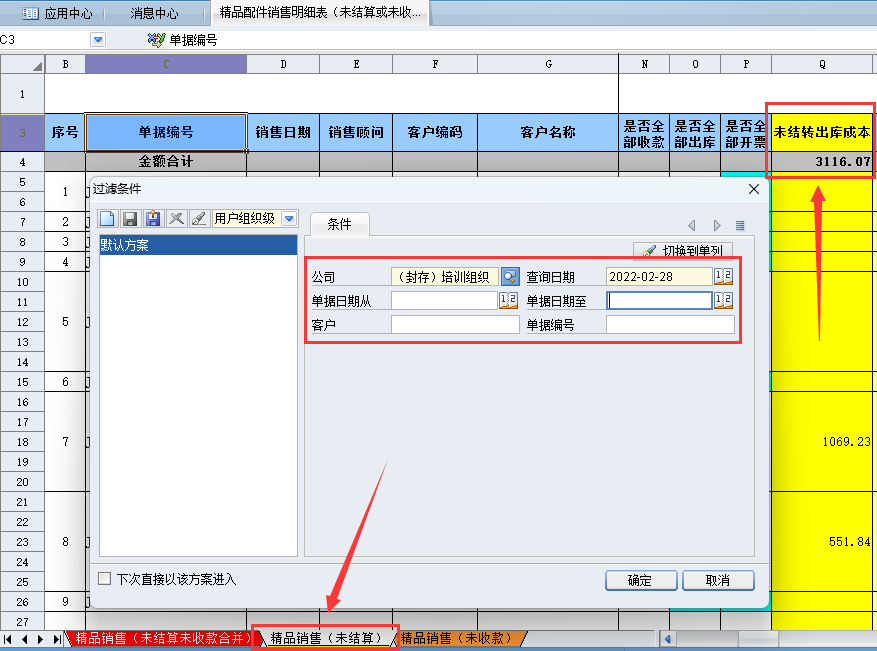 应用中心 消息中心 精品配件销售明细表（未结算或未收...
C3 单据编号
B C D E F G N O P Q
1
3 序号 单据编号 销售日期 销售顾问 客户编码 客户名称 是否全部收款 是否全部出库 是否全部开票 未结转出库成本
4 金额合计 3116.07
过滤条件
用户组织级
条件
默认方案
切换到单列
公司 （封存）培训组织 查询日期 2022-02-28
单据日期从 单据日期至
客户 单据编号
下次直接以该方案进入
确定 取消
5
6 1
7 2
8 3
9 4
10
11
12 5
13
14
15 6
16
17
18 7 1069.23
19
20
21
22
23 8 551.84
24
25
26 9
27
精品销售（未结算未收款合并） 精品销售（未结算） 精品销售（未收款）